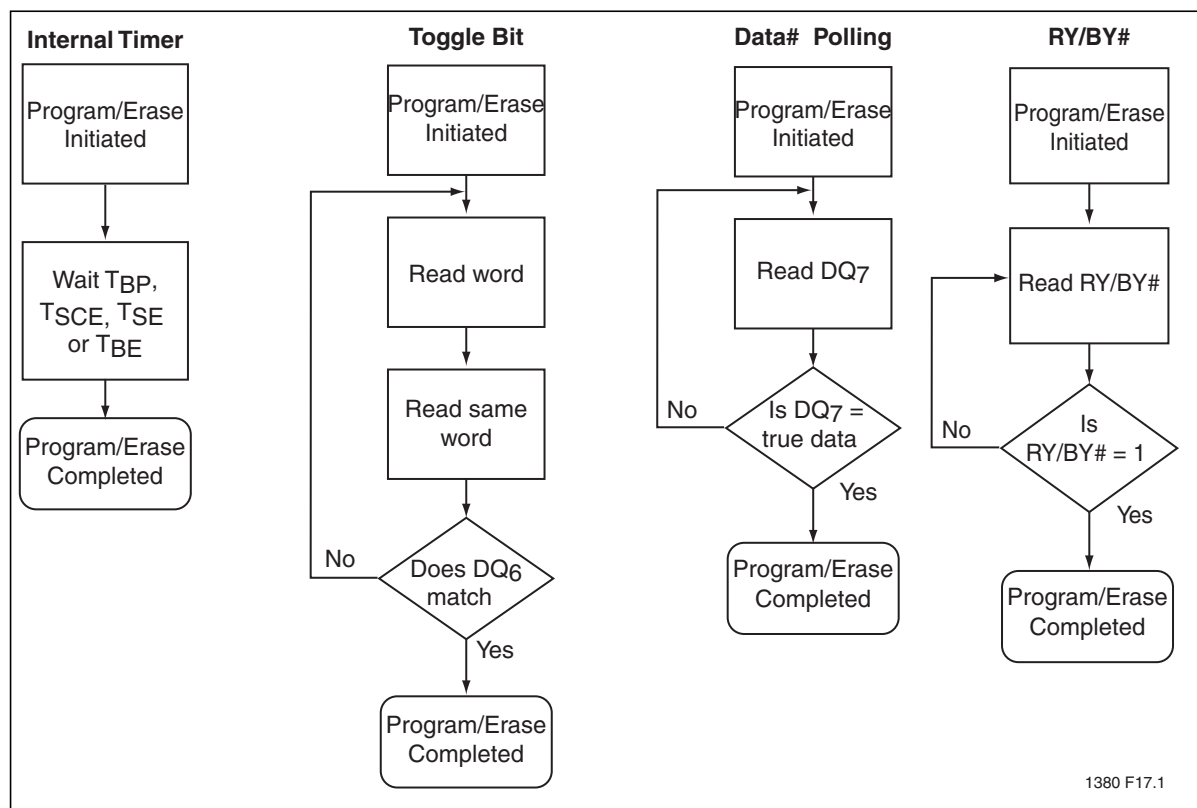 Internal Timer
Program/Erase
Initiated
Wait TBP,
TSCE, TSE
or TBE
Program/Erase
Completed
Toggle Bit
Program/Erase
Initiated
Read word
Read same
word
No
Does DQ6
match
Yes
Program/Erase
Completed
Data# Polling
Program/Erase
Initiated
Read DQ7
No
Is DQ7 =
true data
Yes
Program/Erase
Completed
RY/BY#
Program/Erase
Initiated
Read RY/BY#
No
Is
RY/BY# = 1
Yes
Program/Erase
Completed
1380 F17.1